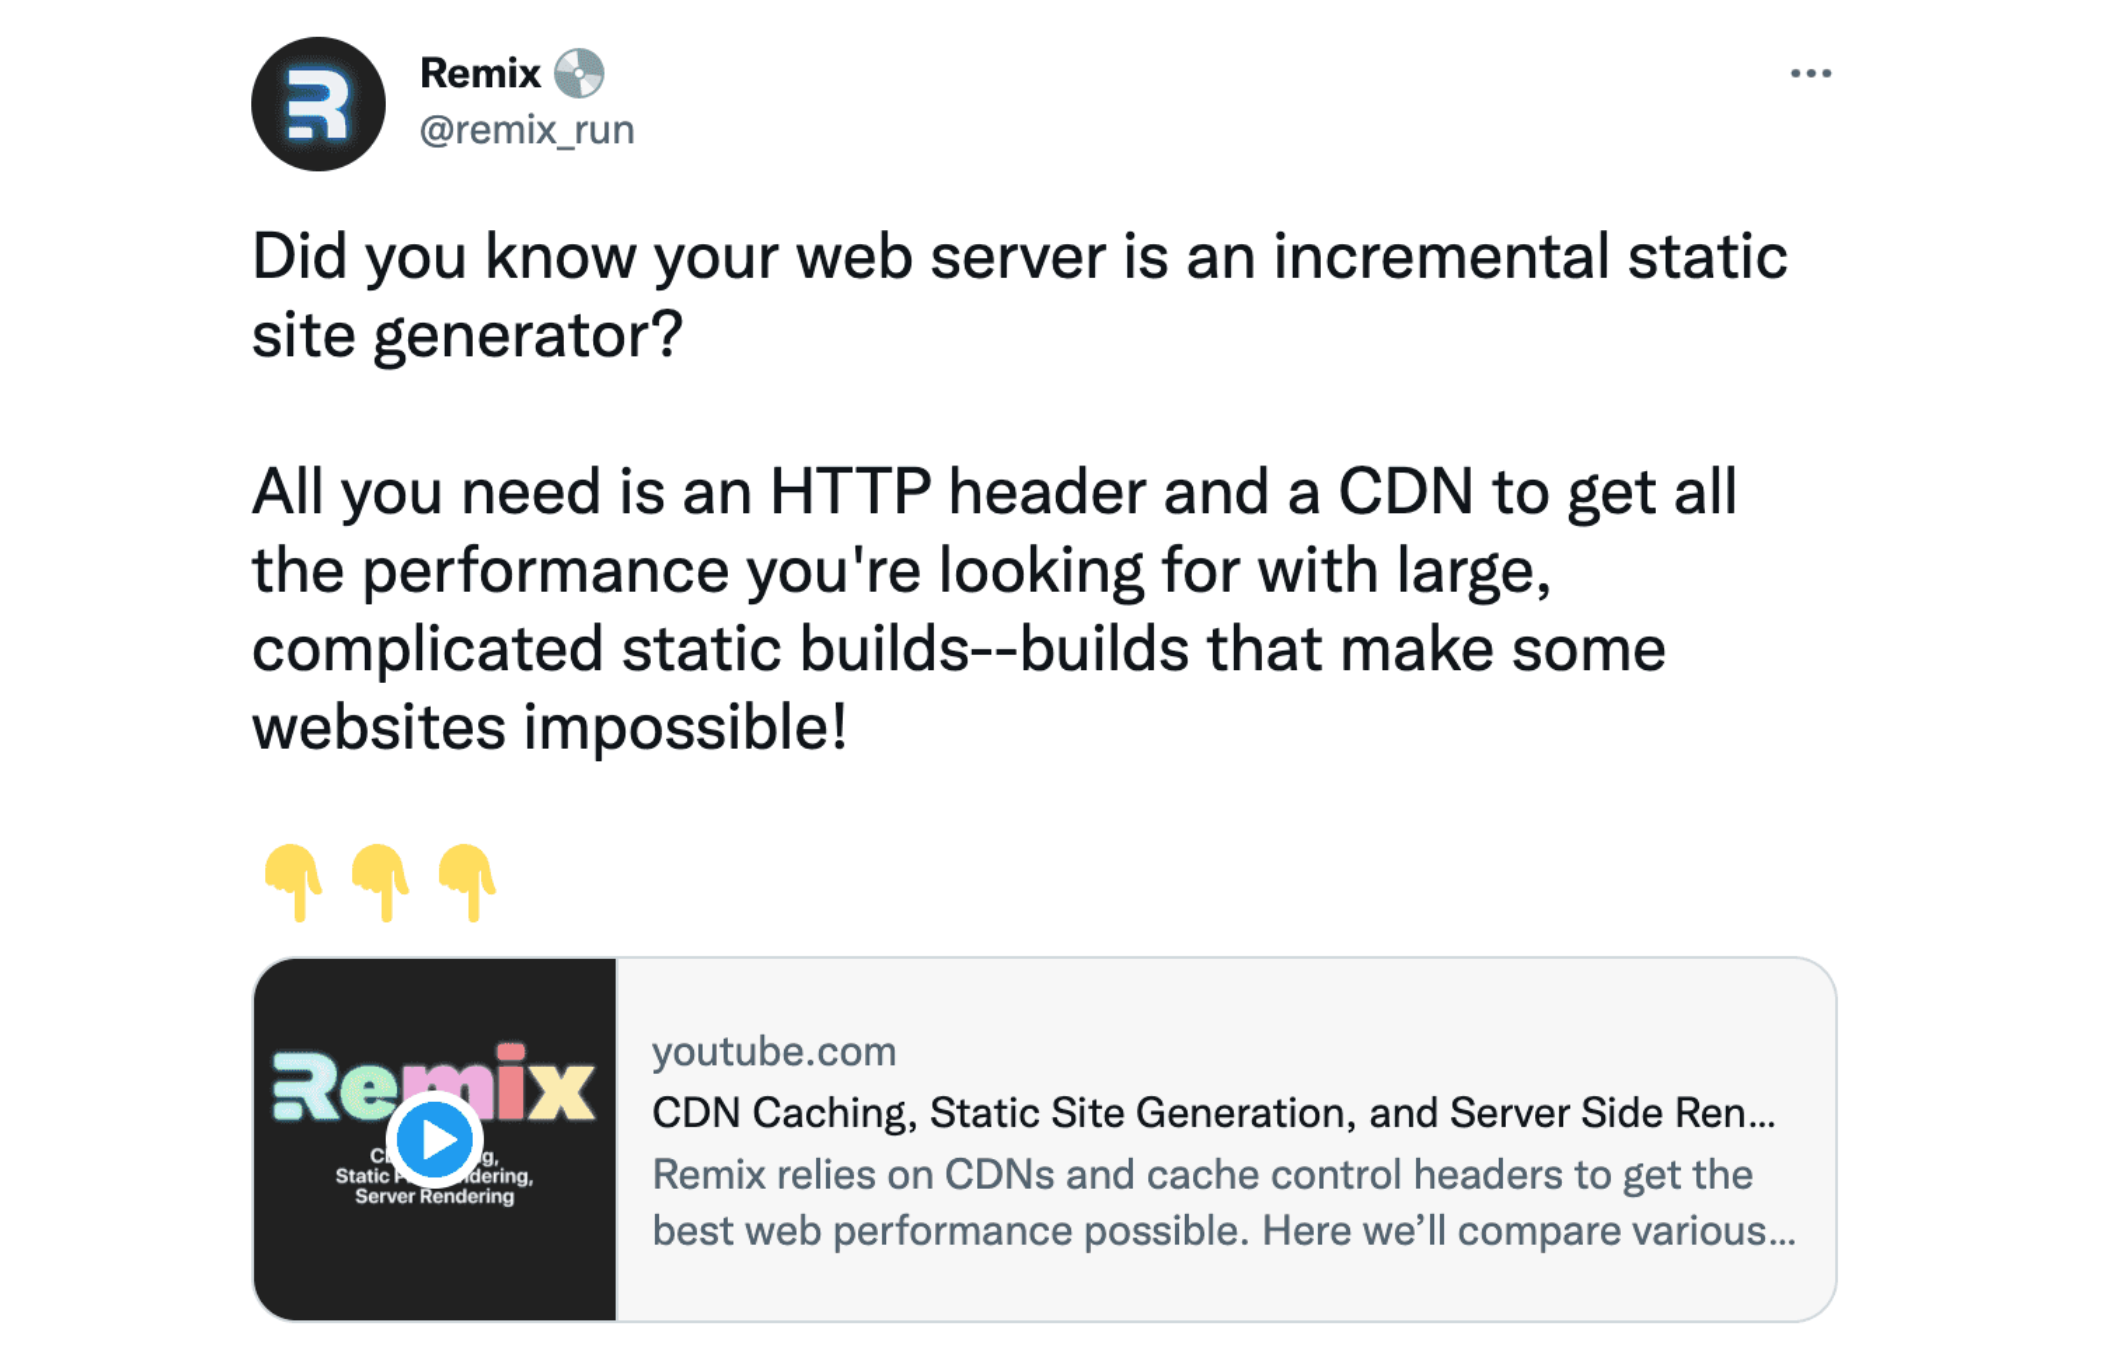 Remix
@remix_run
Did you know your web server is an incremental static
site generator?
All you need is an HTTP header and a CDN to get all
the performance you're looking for with large,
complicated static builds--builds that make some
websites impossible!
Remix
Static
Server Rendering
youtube.com
CDN Caching, Static Site Generation, and Server Side Ren...
Remix relies on CDNs and cache control headers to get the
best web performance possible. Here we’ll compare various...